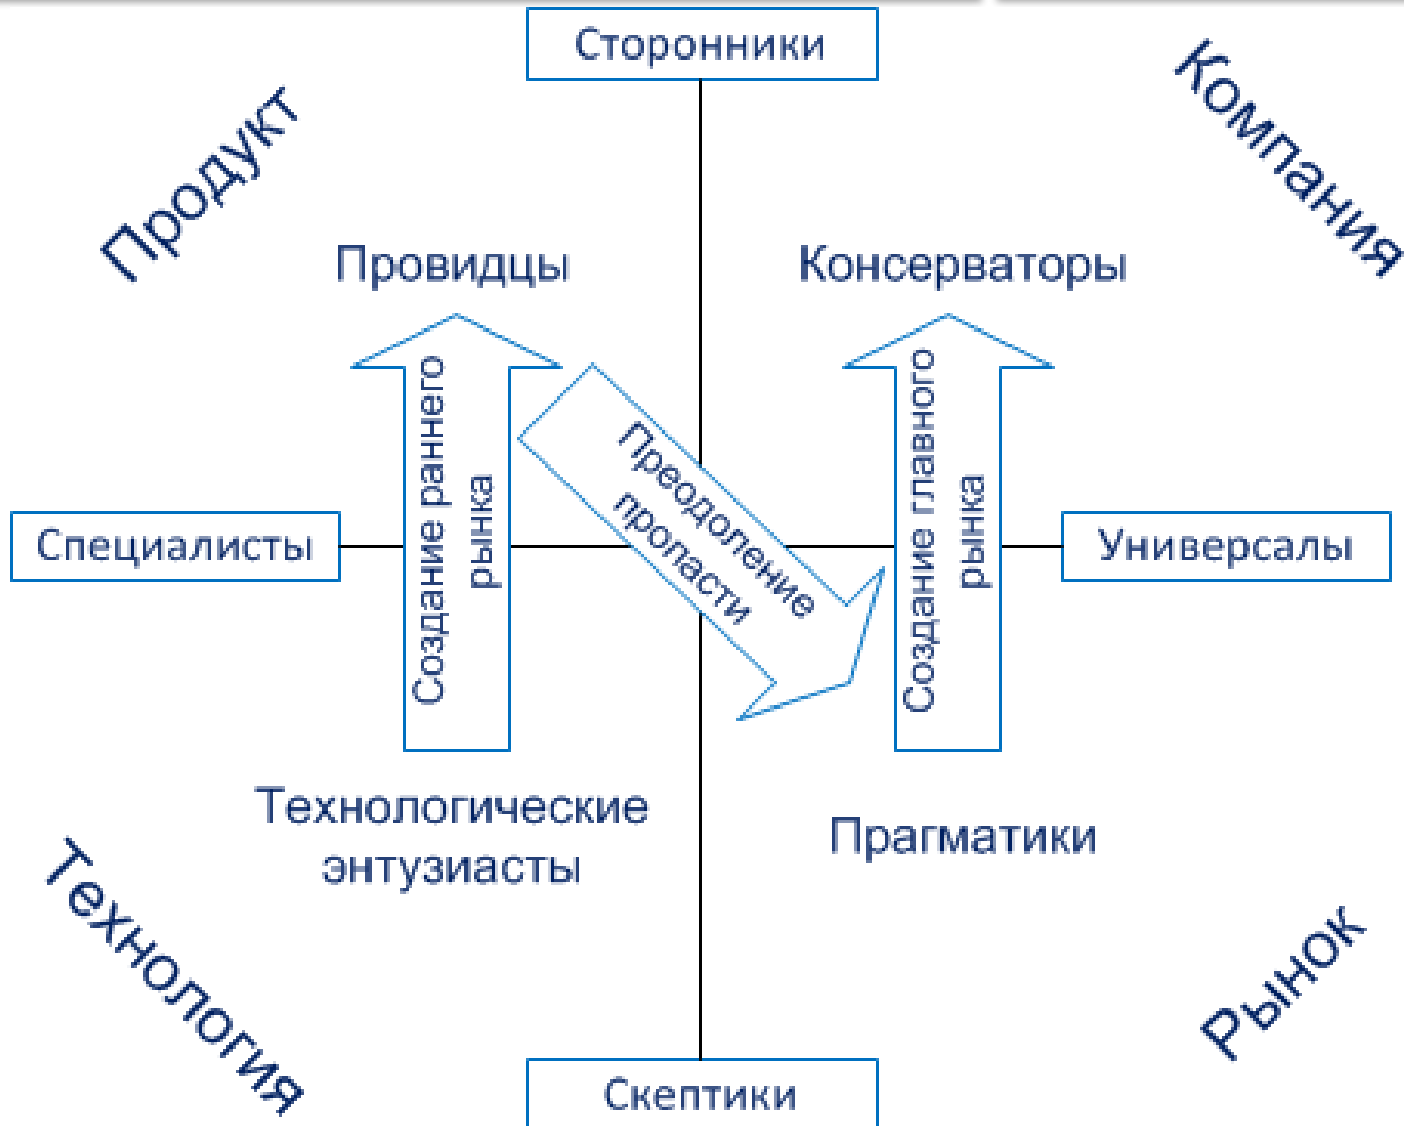 Сторонники
Продукт
Компания
Провидцы
Консерваторы
Создание раннего
рынка
Преодоление
пропасти
Создание главного
рынка
Специалисты
Универсалы
Технологические
энтузиасты
Прагматики
Технология
Рынок
Скептики